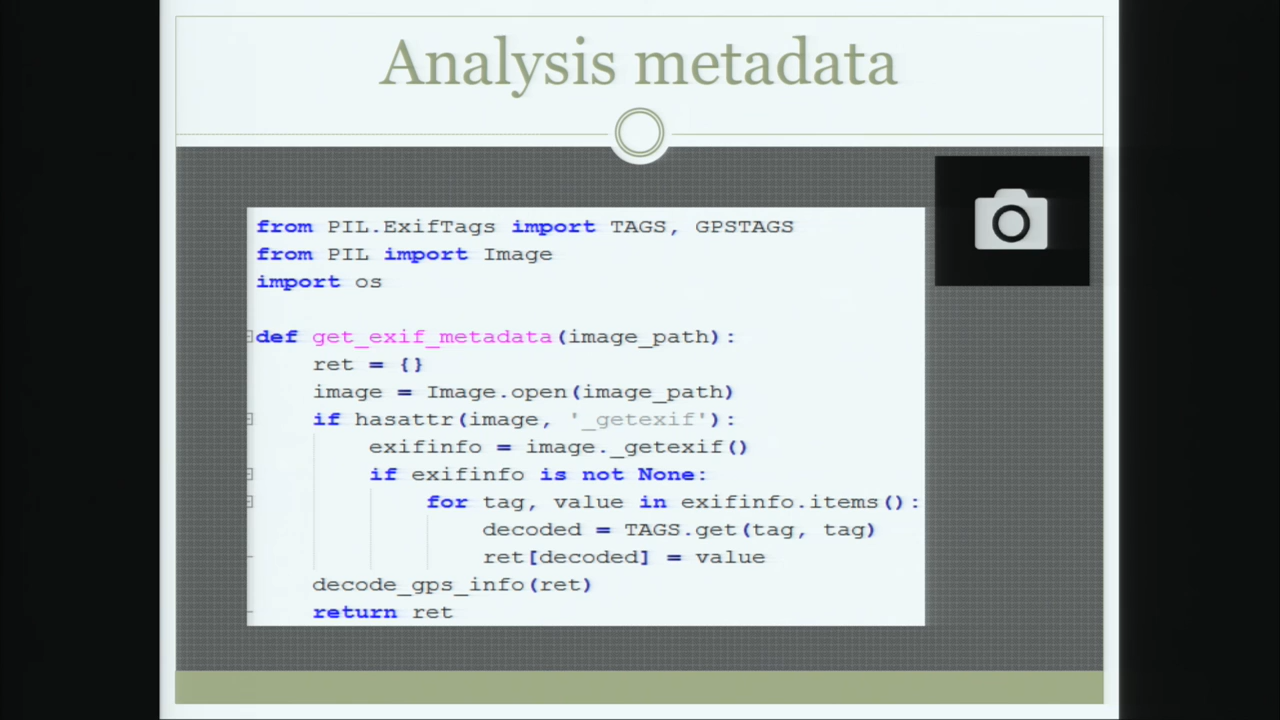 Analysis metadata
from PIL.ExifTags import TAGS, GPSTAGS
from PIL import Image
import os
def get_exif_metadata(image_path):
    ret = {}
    image = Image.open(image_path)
    if hasattr(image, '_getexif'):
        exifinfo = image._getexif()
        if exifinfo is not None:
            for tag, value in exifinfo.items():
                decoded = TAGS.get(tag, tag)
                ret[decoded] = value
    decode_gps_info(ret)
    return ret